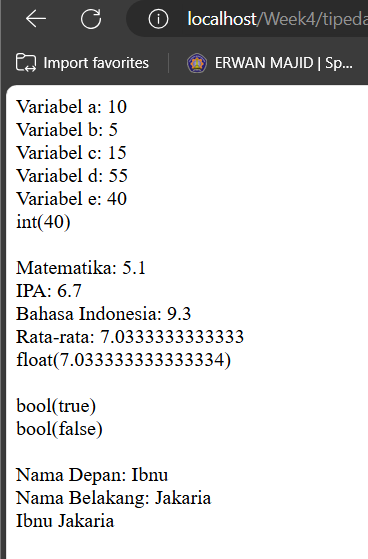 localhost/Week4/tipeda
Import favorites
ERWAN MAJID | Sp...
Variabel a: 10
Variabel b: 5
Variabel c: 15
Variabel d: 55
Variabel e: 40
int(40)
Matematika: 5.1
IPA: 6.7
Bahasa Indonesia: 9.3
Rata-rata: 7.0333333333333
float(7.033333333333334)
bool(true)
bool(false)
Nama Depan: Ibnu
Nama Belakang: Jakaria
Ibnu Jakaria